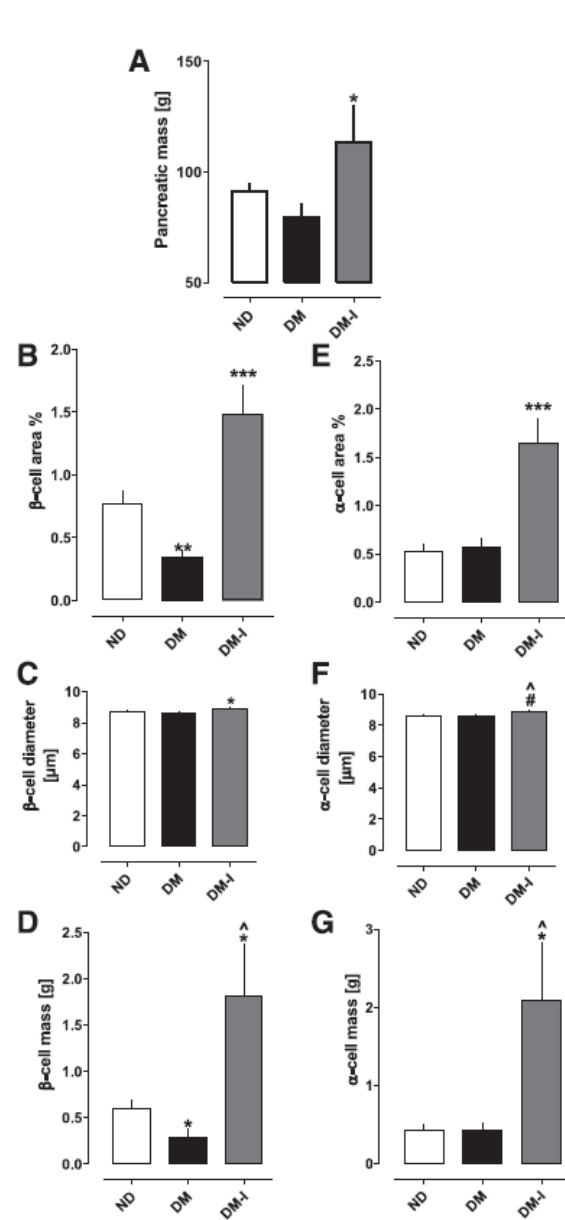 A
Pancreatic mass [g]
150
100
50
*
ND
DM
DM-I
B
β-cell area %
2.0
1.5
1.0
0.5
0.0
**
***
ND
DM
DM-I
E
α-cell area %
2.5
2.0
1.5
1.0
0.5
0.0
***
ND
DM
DM-I
C
β-cell diameter
[μm]
10
8
6
4
2
0
*
ND
DM
DM-I
F
α-cell diameter
[μm]
10
8
6
4
2
0
^
#
ND
DM
DM-I
D
β-cell mass [g]
2.5
2.0
1.5
1.0
0.5
0.0
*
^
*
ND
DM
DM-I
G
α-cell mass [g]
3
2
1
0
^
*
ND
DM
DM-I